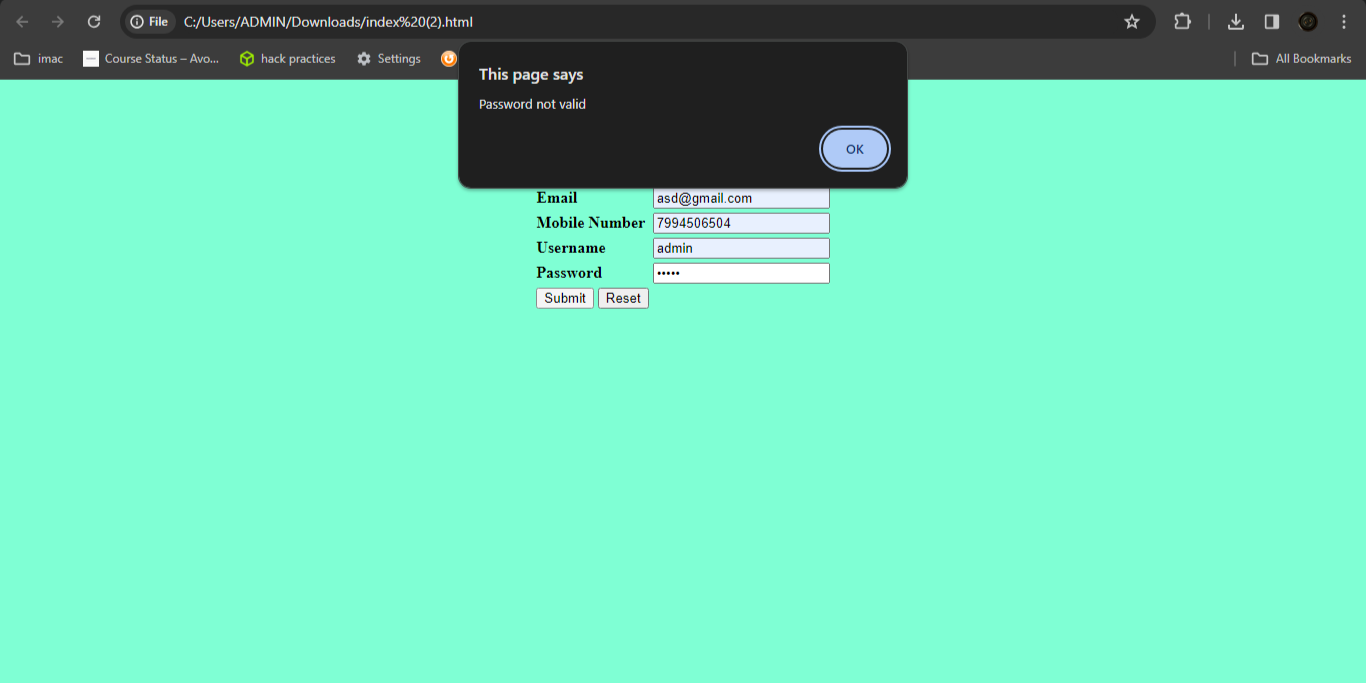 File C:/Users/ADMIN/Downloads/index%20(2).html
imac Course Status – Avo... hack practices Settings All Bookmarks
This page says
Password not valid
OK
Email asd@gmail.com
Mobile Number 7994506504
Username admin
Password •••••
Submit Reset